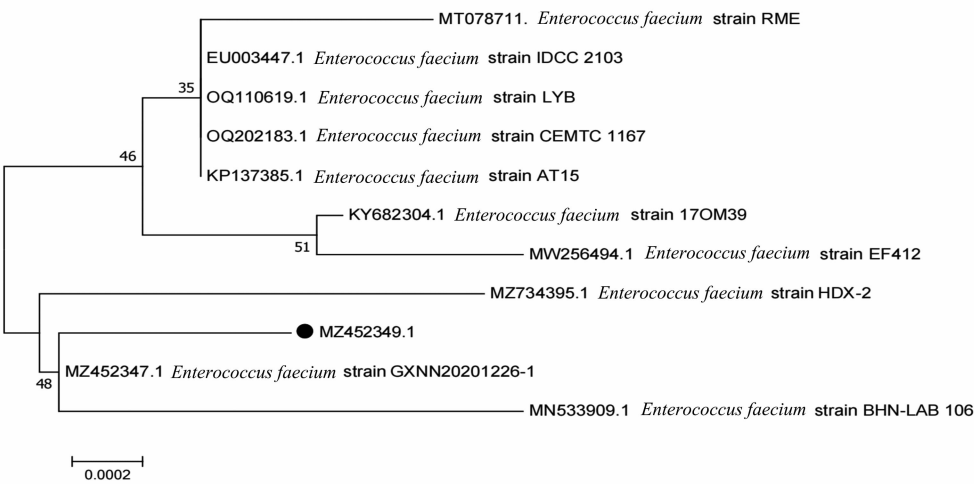 MT078711. Enterococcus faecium strain RME
EU003447.1 Enterococcus faecium strain IDCC 2103
35
OQ110619.1 Enterococcus faecium strain LYB
OQ202183.1 Enterococcus faecium strain CEMTC 1167
46
KP137385.1 Enterococcus faecium strain AT15
KY682304.1 Enterococcus faecium strain 17OM39
51
MW256494.1 Enterococcus faecium strain EF412
MZ734395.1 Enterococcus faecium strain HDX-2
MZ452349.1
MZ452347.1 Enterococcus faecium strain GXNN20201226-1
48
MN533909.1 Enterococcus faecium strain BHN-LAB 106
0.0002